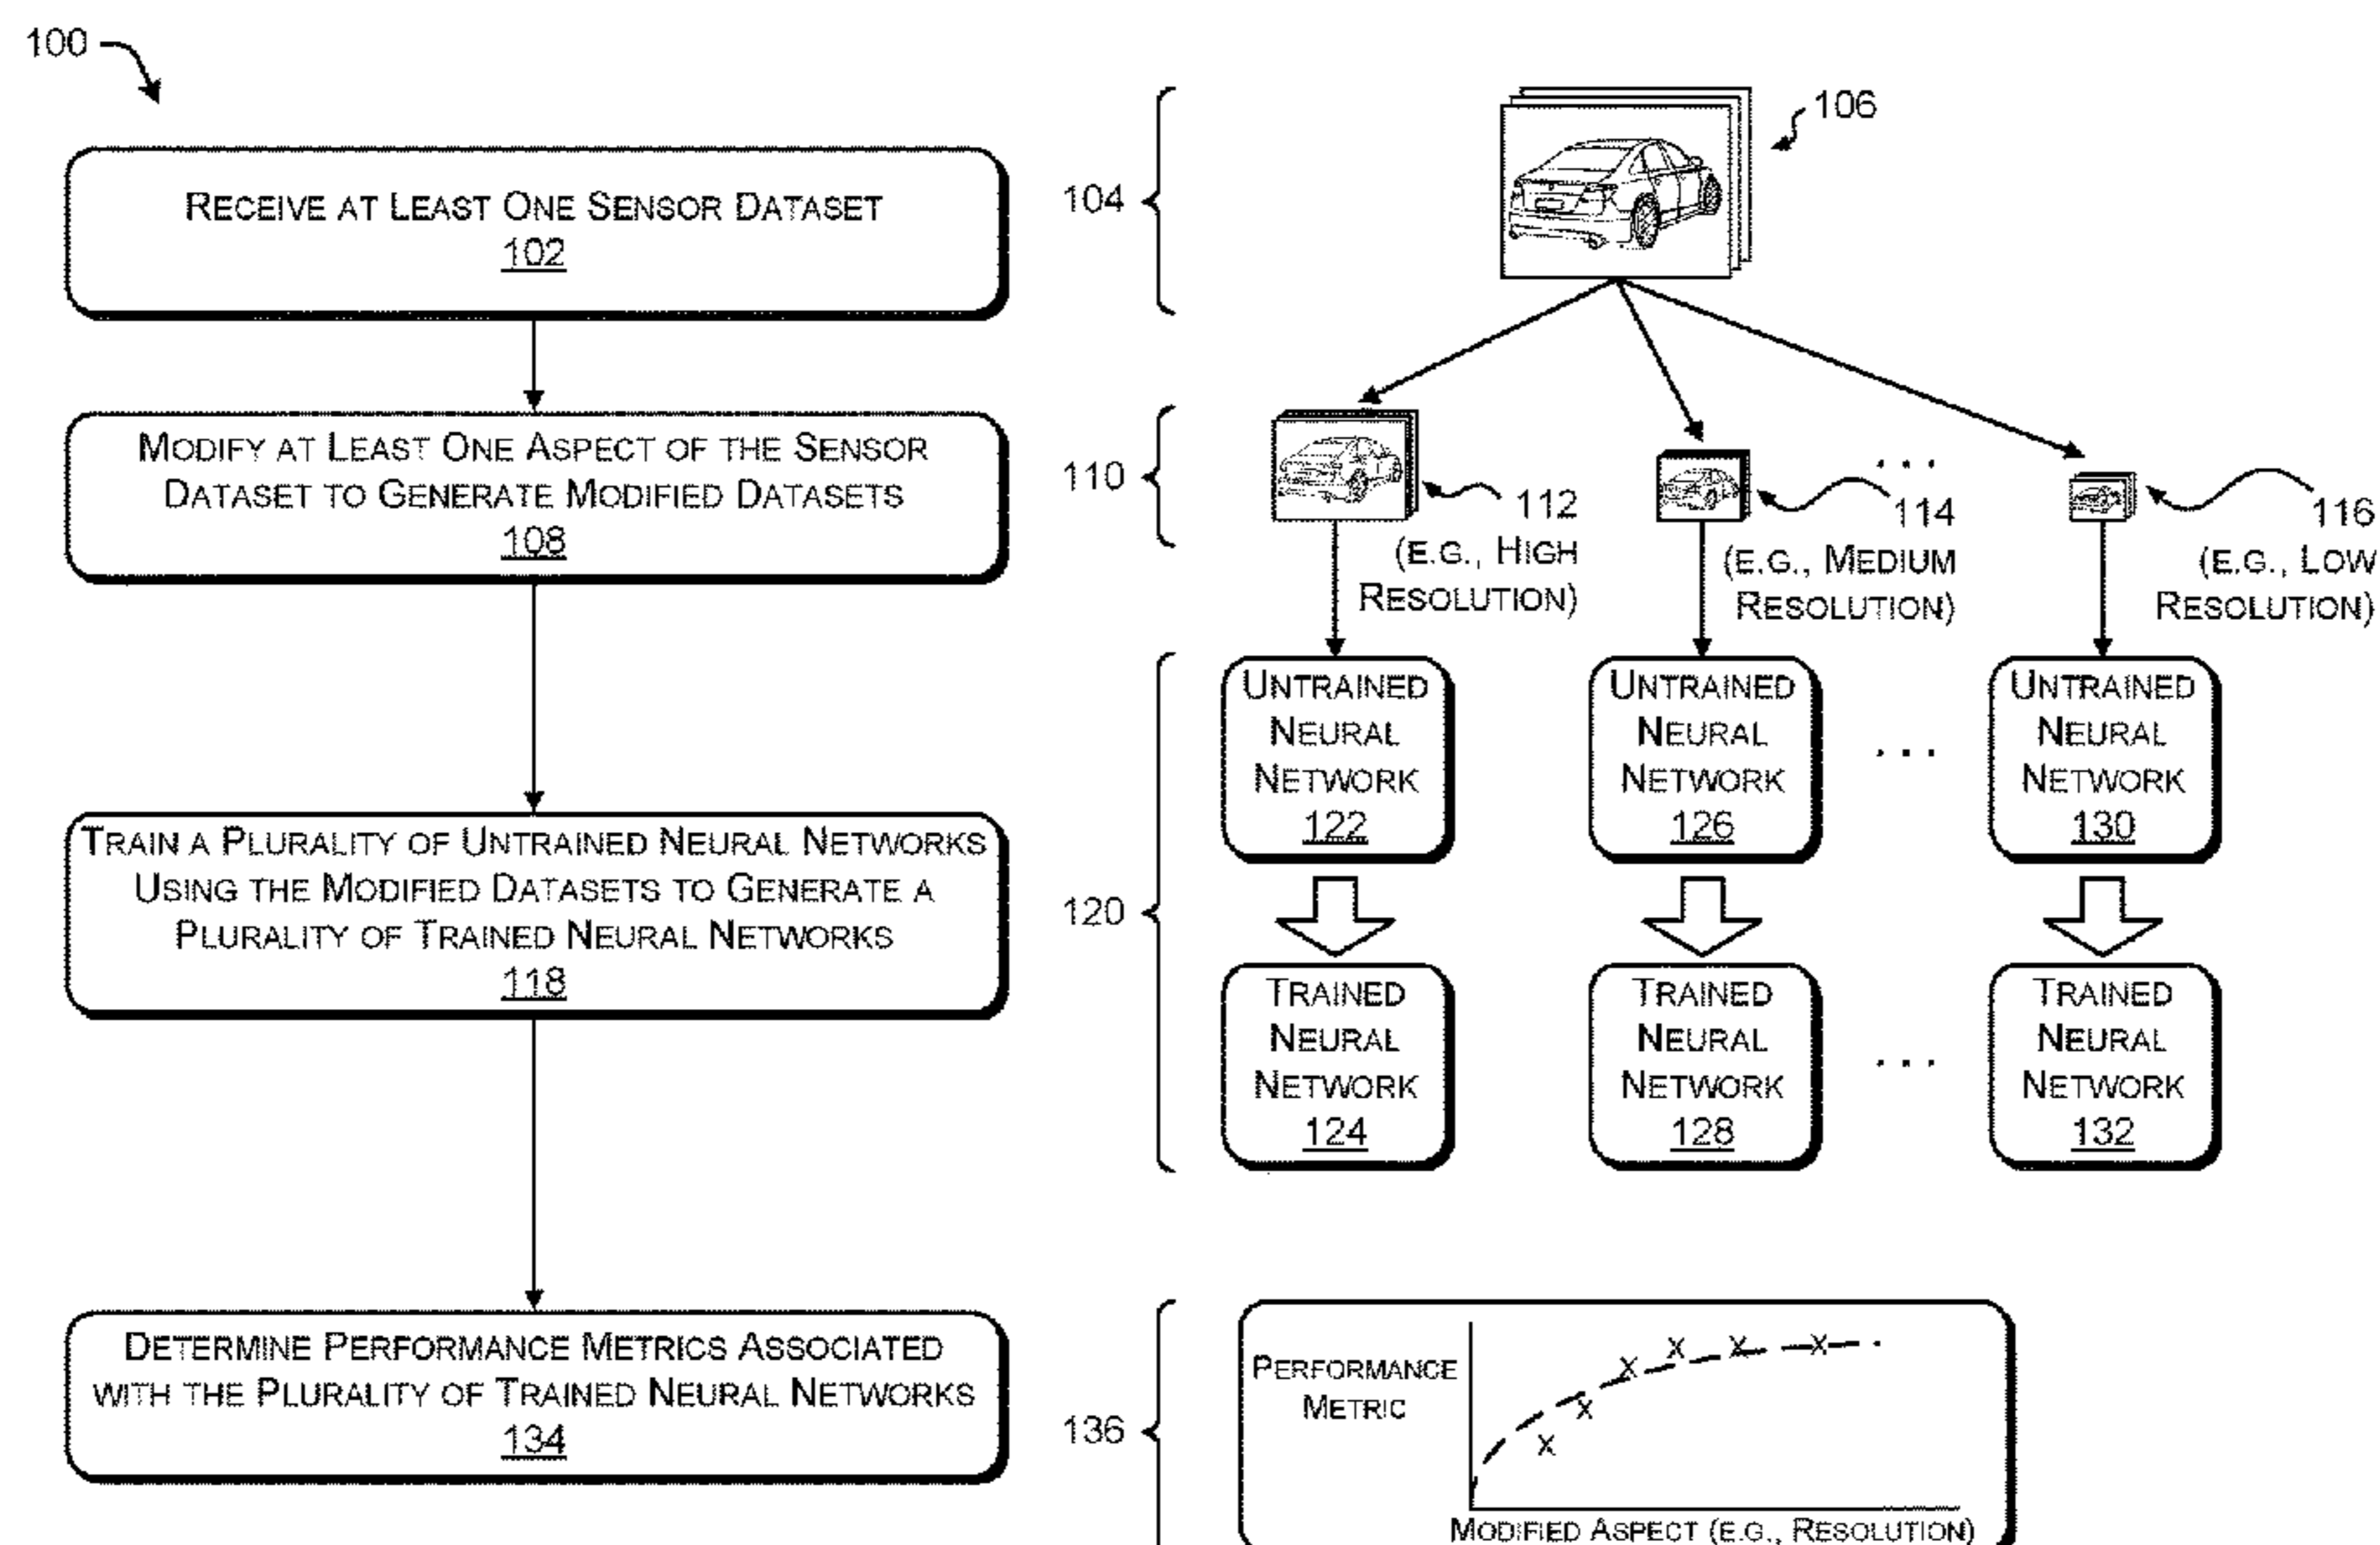 100
RECEIVE AT LEAST ONE SENSOR DATASET
102
104
106
MODIFY AT LEAST ONE ASPECT OF THE SENSOR
DATASET TO GENERATE MODIFIED DATASETS
108
110
112
(E.G., HIGH
RESOLUTION)
. . .
114
(E.G., MEDIUM
RESOLUTION)
116
(E.G., LOW
RESOLUTION)
TRAIN A PLURALITY OF UNTRAINED NEURAL NETWORKS
USING THE MODIFIED DATASETS TO GENERATE A
PLURALITY OF TRAINED NEURAL NETWORKS
118
120
UNTRAINED
NEURAL
NETWORK
122
UNTRAINED
NEURAL
NETWORK
126
. . .
UNTRAINED
NEURAL
NETWORK
130
TRAINED
NEURAL
NETWORK
124
TRAINED
NEURAL
NETWORK
128
. . .
TRAINED
NEURAL
NETWORK
132
DETERMINE PERFORMANCE METRICS ASSOCIATED
WITH THE PLURALITY OF TRAINED NEURAL NETWORKS
134
136
PERFORMANCE
METRIC
X X X X X X
MODIFIED ASPECT (E.G., RESOLUTION)